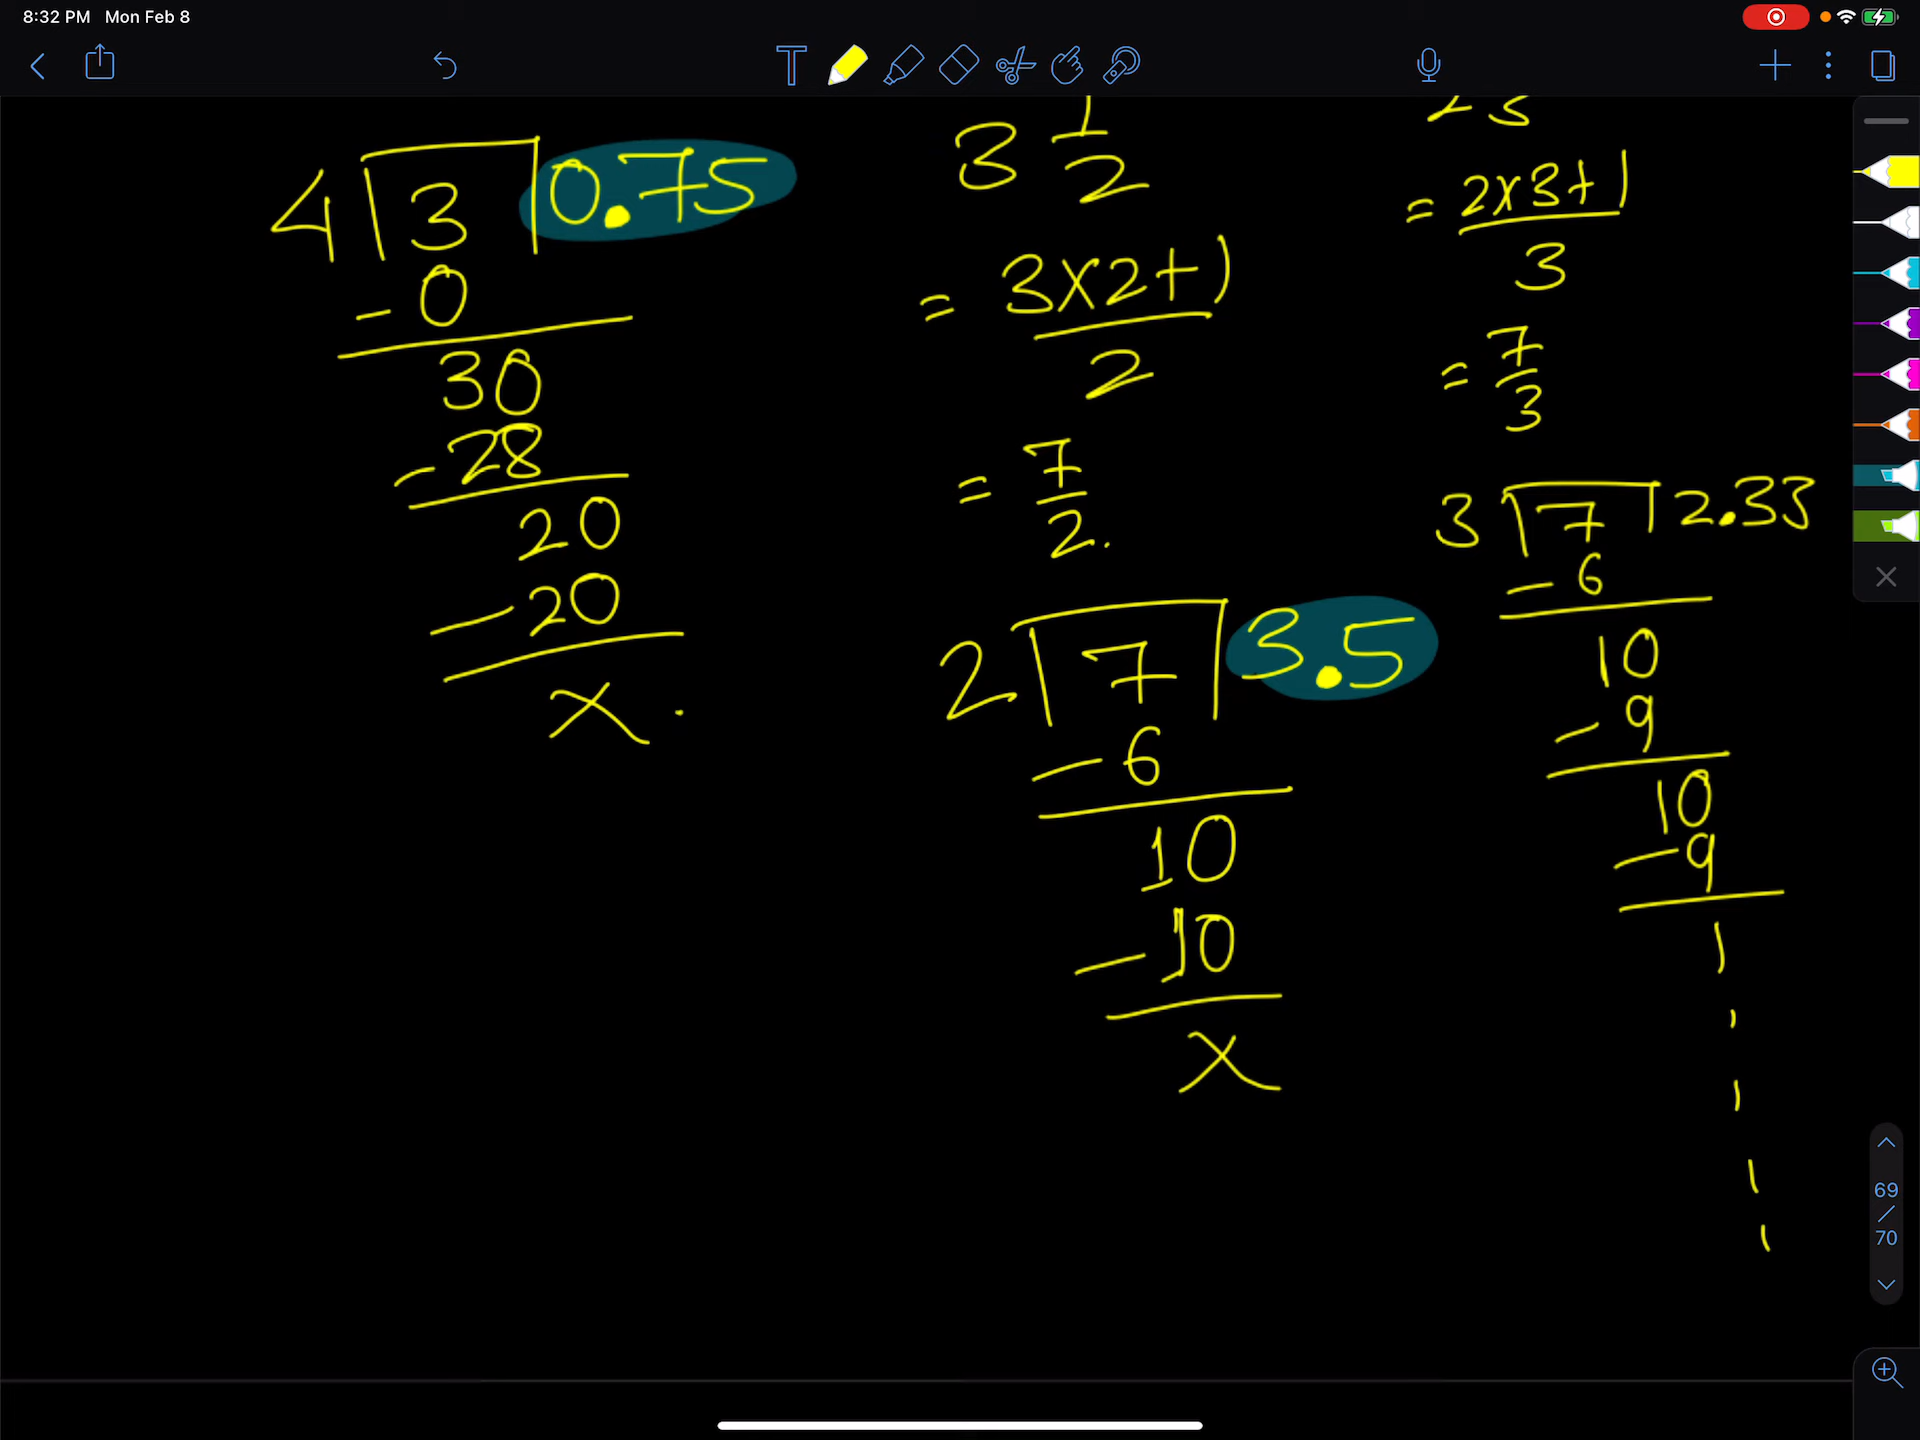 8:32 PM Mon Feb 8
4 3 0.75
- 0
30
- 28
20
- 20
x .
3 1/2
= 3x2+1
2
= 7/2.
2 7 3.5
- 6
10
- 10
x
= 2x3+1
3
= 7/3
3 7 2.33
- 6
10
- 9
10
- 9
1
69
/
70